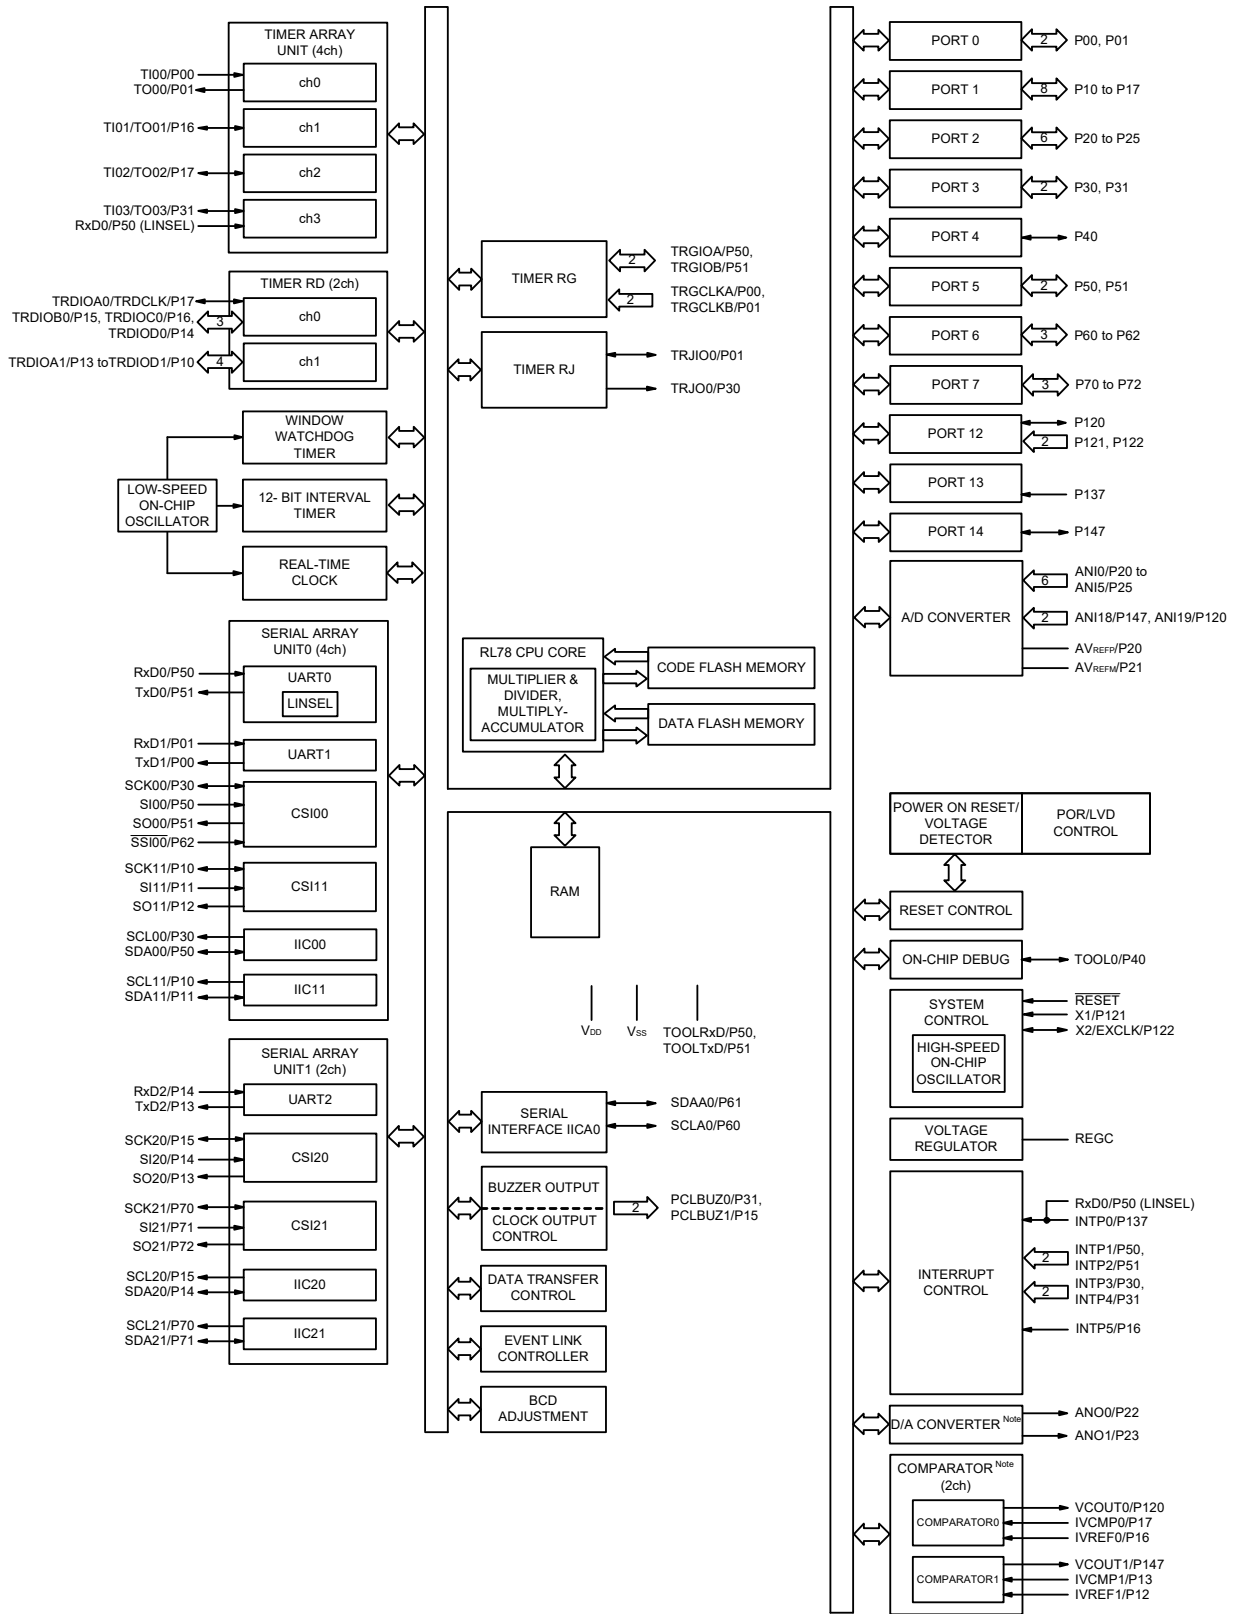 TIMER ARRAY
UNIT (4ch)
TI00/P00
TO00/P01
ch0
TI01/TO01/P16
ch1
TI02/TO02/P17
ch2
TI03/TO03/P31
RxD0/P50 (LINSEL)
ch3
TIMER RD (2ch)
TRDIOA0/TRDCLK/P17
TRDIOB0/P15, TRDIOC0/P16,
TRDIOD0/P14
3
ch0
TRDIOA1/P13 toTRDIOD1/P10
4
ch1
WINDOW
WATCHDOG
TIMER
LOW-SPEED
ON-CHIP
OSCILLATOR
12- BIT INTERVAL
TIMER
REAL-TIME
CLOCK
SERIAL ARRAY
UNIT0 (4ch)
RxD0/P50
TxD0/P51
UART0
LINSEL
RxD1/P01
TxD1/P00
UART1
SCK00/P30
SI00/P50
SO00/P51
SSI00/P62
CSI00
SCK11/P10
SI11/P11
SO11/P12
CSI11
SCL00/P30
SDA00/P50
IIC00
SCL11/P10
SDA11/P11
IIC11
SERIAL ARRAY
UNIT1 (2ch)
RxD2/P14
TxD2/P13
UART2
SCK20/P15
SI20/P14
SO20/P13
CSI20
SCK21/P70
SI21/P71
SO21/P72
CSI21
SCL20/P15
SDA20/P14
IIC20
SCL21/P70
SDA21/P71
IIC21
TIMER RG
2
TRGIOA/P50,
TRGIOB/P51
2
TRGCLKA/P00,
TRGCLKB/P01
TIMER RJ
TRJIO0/P01
TRJO0/P30
RL78 CPU CORE
MULTIPLIER &
DIVIDER,
MULTIPLY-
ACCUMULATOR
CODE FLASH MEMORY
DATA FLASH MEMORY
RAM
VDD
VSS
TOOLRxD/P50,
TOOLTxD/P51
SERIAL
INTERFACE IICA0
SDAA0/P61
SCLA0/P60
BUZZER OUTPUT
CLOCK OUTPUT
CONTROL
2
PCLBUZ0/P31,
PCLBUZ1/P15
DATA TRANSFER
CONTROL
EVENT LINK
CONTROLLER
BCD
ADJUSTMENT
PORT 0
2
P00, P01
PORT 1
8
P10 to P17
PORT 2
6
P20 to P25
PORT 3
2
P30, P31
PORT 4
P40
PORT 5
2
P50, P51
PORT 6
3
P60 to P62
PORT 7
3
P70 to P72
PORT 12
P120
2
P121, P122
PORT 13
P137
PORT 14
P147
A/D CONVERTER
6
ANI0/P20 to
ANI5/P25
2
ANI18/P147, ANI19/P120
AVREFP/P20
AVREFM/P21
POWER ON RESET/
VOLTAGE
DETECTOR
POR/LVD
CONTROL
RESET CONTROL
ON-CHIP DEBUG
TOOL0/P40
SYSTEM
CONTROL
HIGH-SPEED
ON-CHIP
OSCILLATOR
RESET
X1/P121
X2/EXCLK/P122
VOLTAGE
REGULATOR
REGC
INTERRUPT
CONTROL
RxD0/P50 (LINSEL)
INTP0/P137
2
INTP1/P50,
INTP2/P51
2
INTP3/P30,
INTP4/P31
INTP5/P16
D/A CONVERTER Note
ANO0/P22
ANO1/P23
COMPARATOR Note
(2ch)
COMPARATOR0
VCOUT0/P120
IVCMP0/P17
IVREF0/P16
COMPARATOR1
VCOUT1/P147
IVCMP1/P13
IVREF1/P12